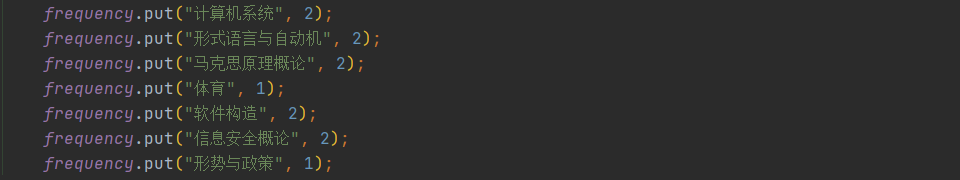 frequency.put("计算机系统", 2);
frequency.put("形式语言与自动机", 2);
frequency.put("马克思原理概论", 2);
frequency.put("体育", 1);
frequency.put("软件构造", 2);
frequency.put("信息安全概论", 2);
frequency.put("形势与政策", 1);